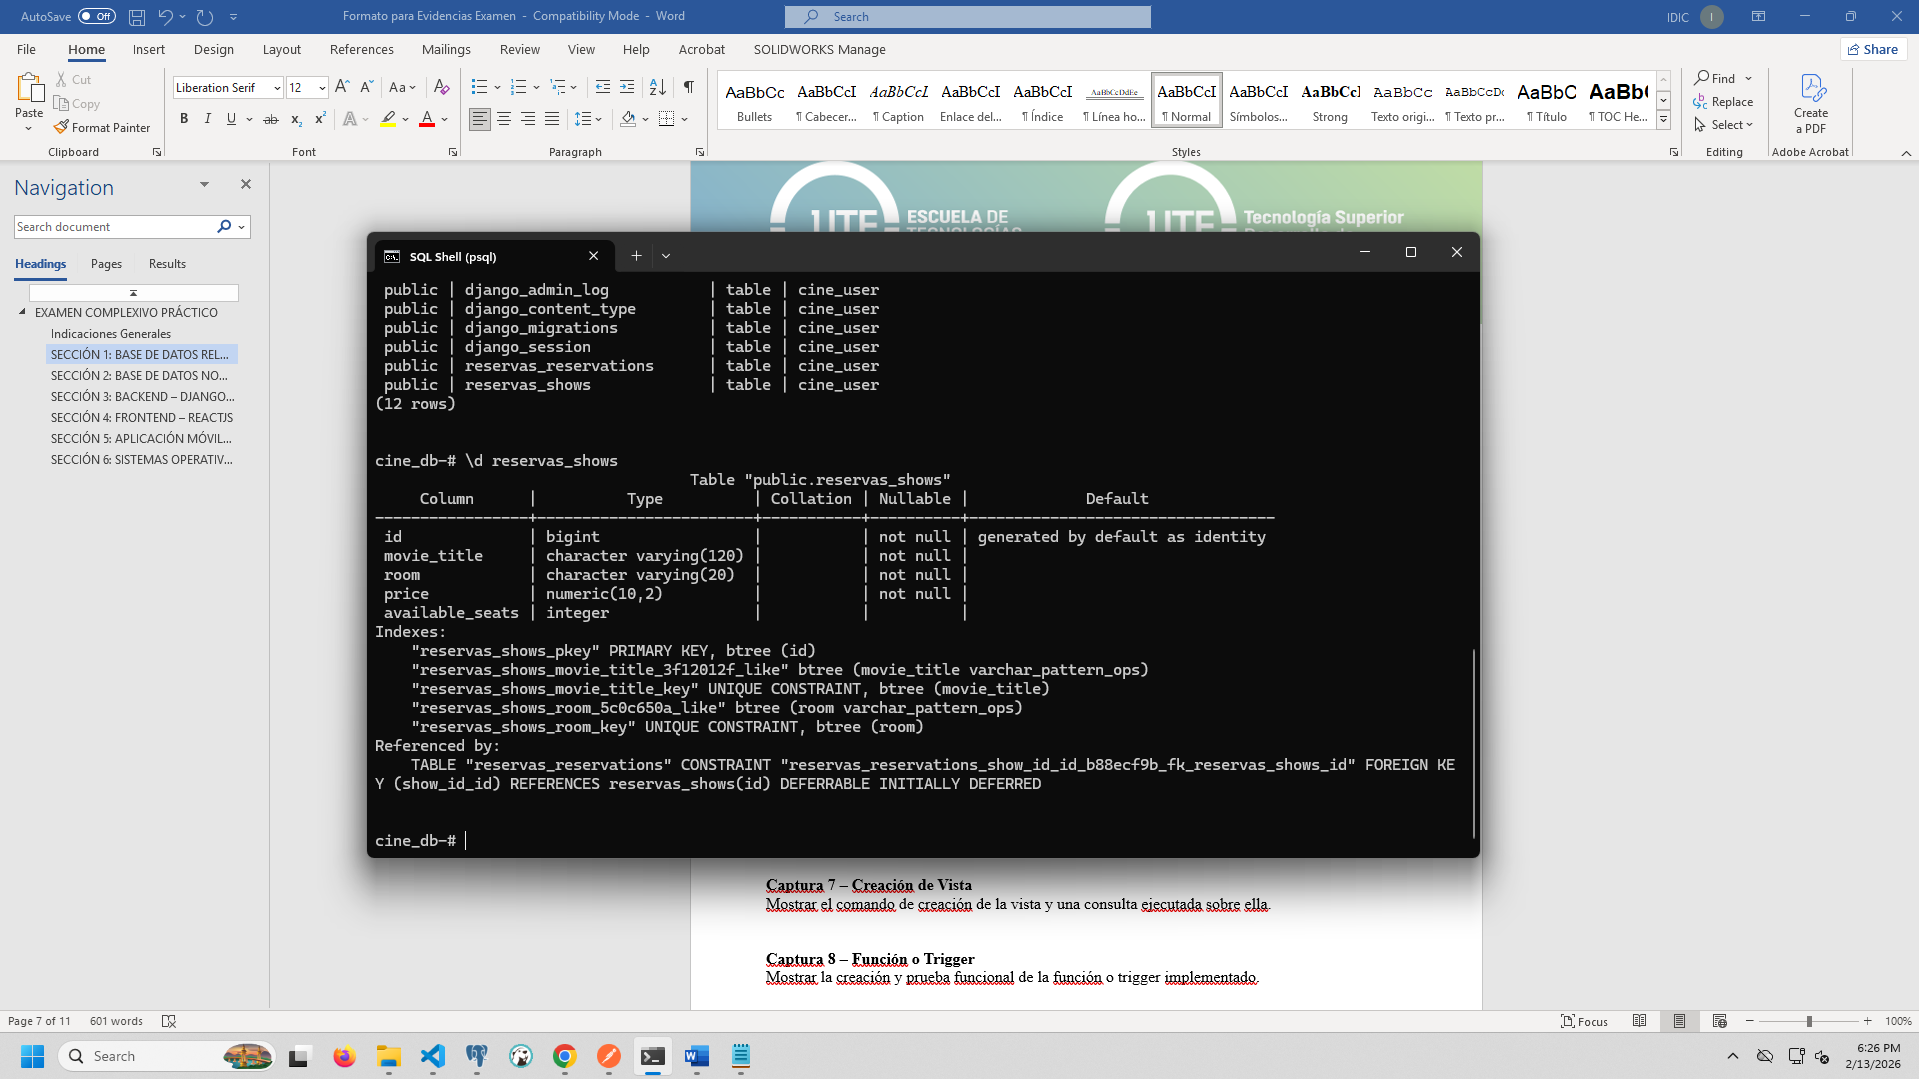 AutoSave Off
Formato para Evidencias Examen - Compatibility Mode - Word
Search
IDIC I
File Home Insert Design Layout References Mailings Review View Help Acrobat SOLIDWORKS Manage
Share
Paste
Cut
Copy
Format Painter
Clipboard
Liberation Serif 12
Font
Paragraph
AaBbCc AaBbCcI AaBbCcL AaBbCcI AaBbCcI AaBbCcDdEe AaBbCcI AaBbCcI AaBbCcI AaBbCc AaBbCcDc AaBbC AaBb
Bullets ¶ Cabecer... ¶ Caption Enlace del... ¶ Índice ¶ Línea ho... ¶ Normal Símbolos... Strong Texto origi... ¶ Texto pr... ¶ Título ¶ TOC He...
Styles
Find
Replace
Select
Editing
Create a PDF
Adobe Acrobat
Navigation
Search document
Headings Pages Results
EXAMEN COMPLEXIVO PRÁCTICO
Indicaciones Generales
SECCIÓN 1: BASE DE DATOS REL...
SECCIÓN 2: BASE DE DATOS NO...
SECCIÓN 3: BACKEND – DJANGO...
SECCIÓN 4: FRONTEND – REACTJS
SECCIÓN 5: APLICACIÓN MÓVIL...
SECCIÓN 6: SISTEMAS OPERATIV...
UTE ESCUELA DE
UTE Tecnología Superior
SQL Shell (psql)
public | django_admin_log | table | cine_user
public | django_content_type | table | cine_user
public | django_migrations | table | cine_user
public | django_session | table | cine_user
public | reservas_reservations | table | cine_user
public | reservas_shows | table | cine_user
(12 rows)
cine_db-# \d reservas_shows
Table "public.reservas_shows"
Column | Type | Collation | Nullable | Default
-----------------+------------------------+-----------+----------+----------------------------------
id | bigint | | not null | generated by default as identity
movie_title | character varying(120) | | not null |
room | character varying(20) | | not null |
price | numeric(10,2) | | not null |
available_seats | integer | | |
Indexes:
"reservas_shows_pkey" PRIMARY KEY, btree (id)
"reservas_shows_movie_title_3f12012f_like" btree (movie_title varchar_pattern_ops)
"reservas_shows_movie_title_key" UNIQUE CONSTRAINT, btree (movie_title)
"reservas_shows_room_5c0c650a_like" btree (room varchar_pattern_ops)
"reservas_shows_room_key" UNIQUE CONSTRAINT, btree (room)
Referenced by:
TABLE "reservas_reservations" CONSTRAINT "reservas_reservations_show_id_id_b88ecf9b_fk_reservas_shows_id" FOREIGN KE
Y (show_id_id) REFERENCES reservas_shows(id) DEFERRABLE INITIALLY DEFERRED
cine_db-#
Captura 7 – Creación de Vista
Mostrar el comando de creación de la vista y una consulta ejecutada sobre ella.
Captura 8 – Función o Trigger
Mostrar la creación y prueba funcional de la función o trigger implementado.
Page 7 of 11 601 words
Focus
100%
Search
6:26 PM
2/13/2026